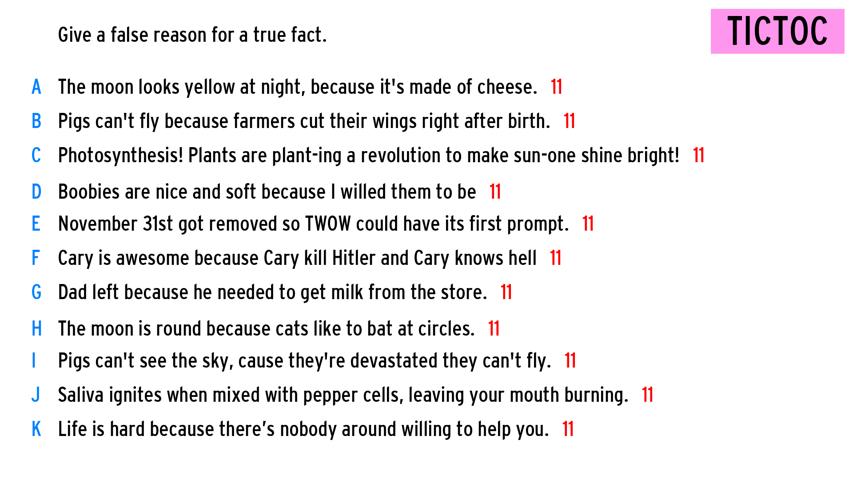 Give a false reason for a true fact.
TICTOC
A The moon looks yellow at night, because it's made of cheese. 11
B Pigs can't fly because farmers cut their wings right after birth. 11
C Photosynthesis! Plants are plant-ing a revolution to make sun-one shine bright! 11
D Boobies are nice and soft because I willed them to be 11
E November 31st got removed so TWOW could have its first prompt. 11
F Cary is awesome because Cary kill Hitler and Cary knows hell 11
G Dad left because he needed to get milk from the store. 11
H The moon is round because cats like to bat at circles. 11
I Pigs can't see the sky, cause they're devastated they can't fly. 11
J Saliva ignites when mixed with pepper cells, leaving your mouth burning. 11
K Life is hard because there’s nobody around willing to help you. 11